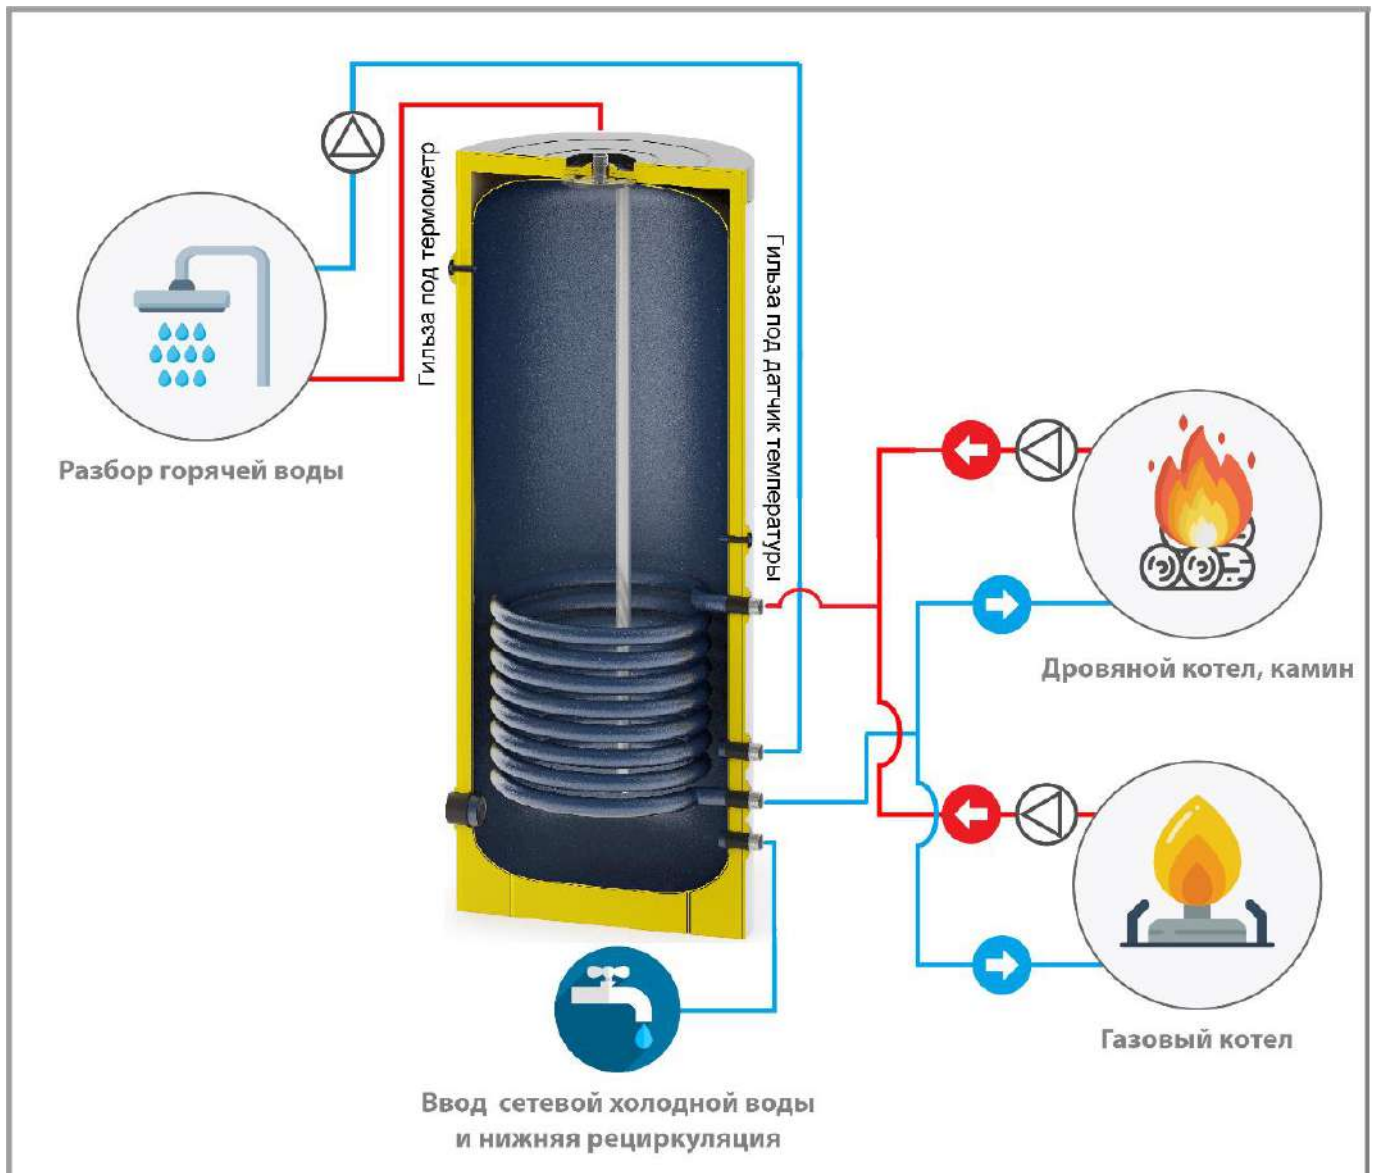 Гильза под термометр
Гильза под датчик температуры
Разбор горячей воды
Дровяной котел, камин
Газовый котел
Ввод сетевой холодной воды
и нижняя рециркуляция